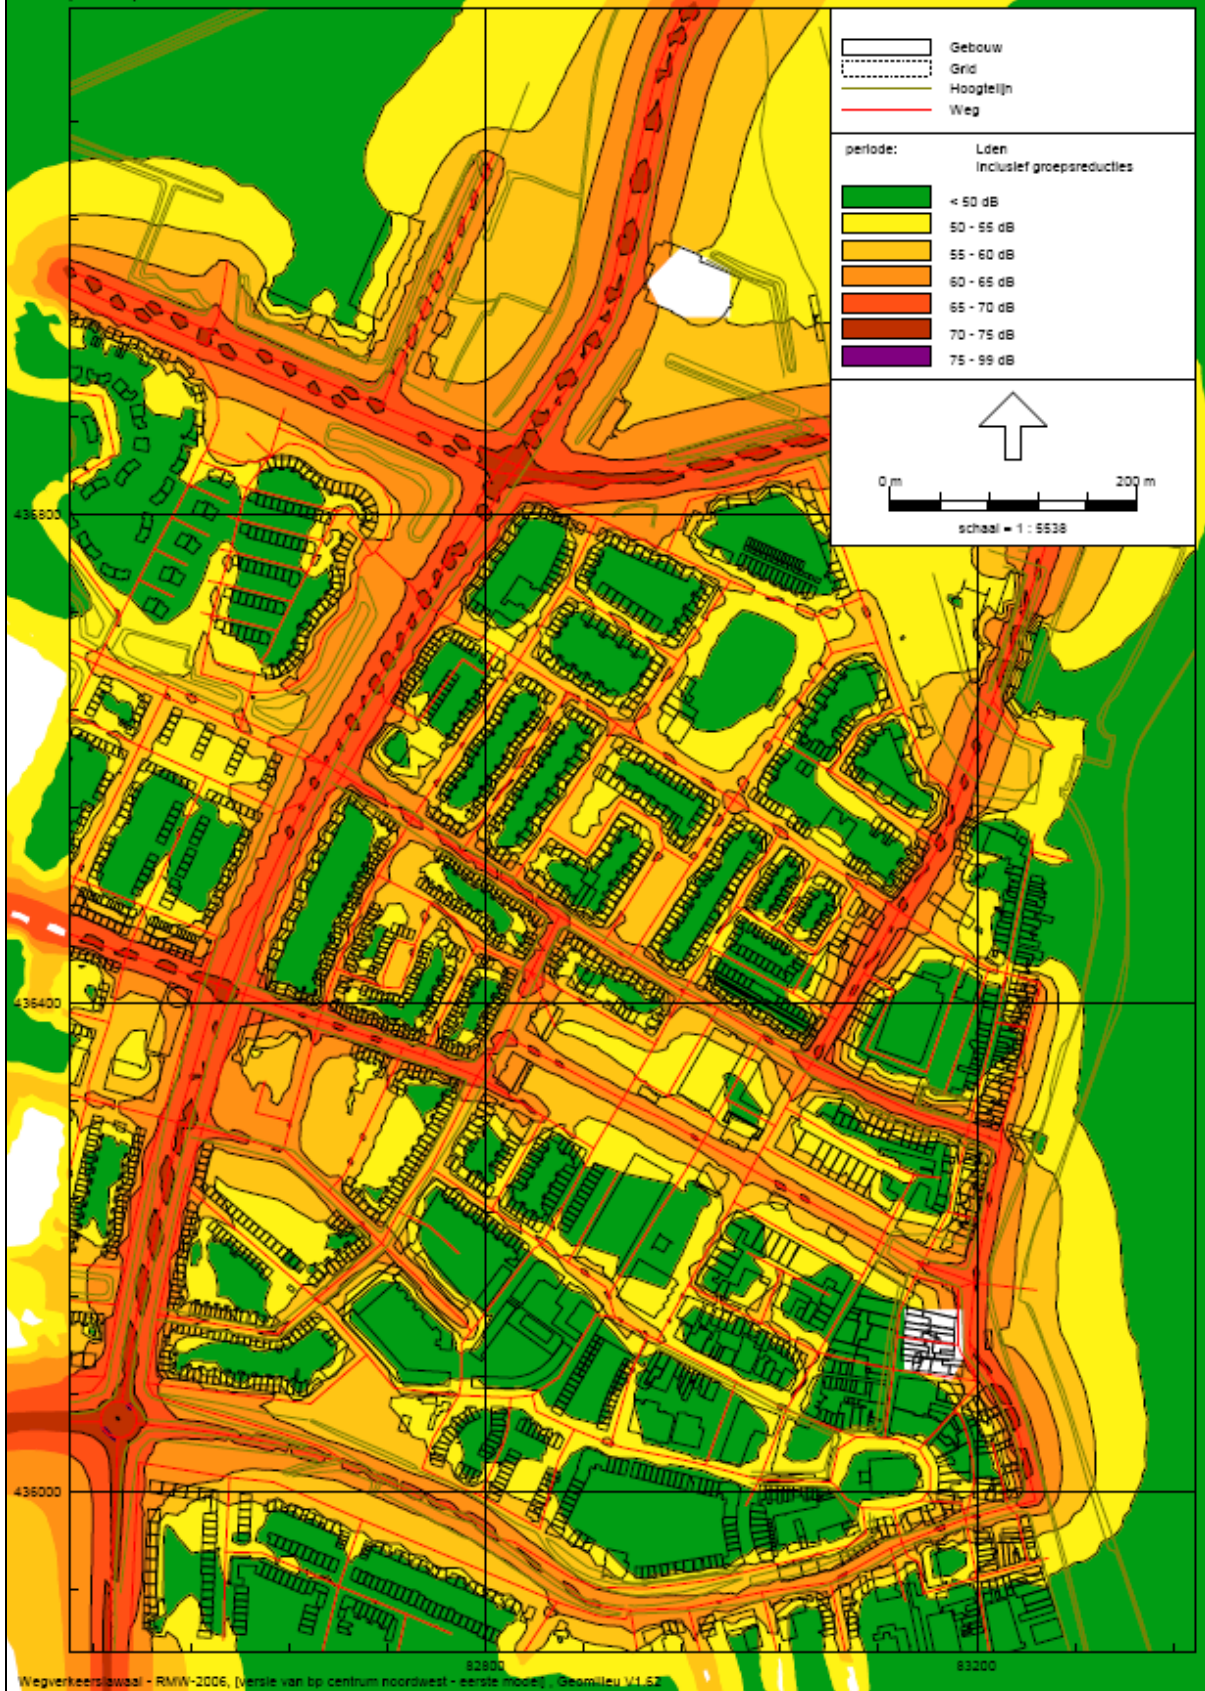 Gebouw
Grid
Hoogtelijn
Weg
periode: Lden
Inclusief groepsreducties
< 50 dB
50 - 55 dB
55 - 60 dB
60 - 65 dB
65 - 70 dB
70 - 75 dB
75 - 99 dB
0 m 200 m
schaal = 1 : 5538
436800
436400
436000
82800 83200
Wegverkeerslawaai - RMW-2006, [versie van bp centrum noordwest - eerste model] , Geomilieu V1.62